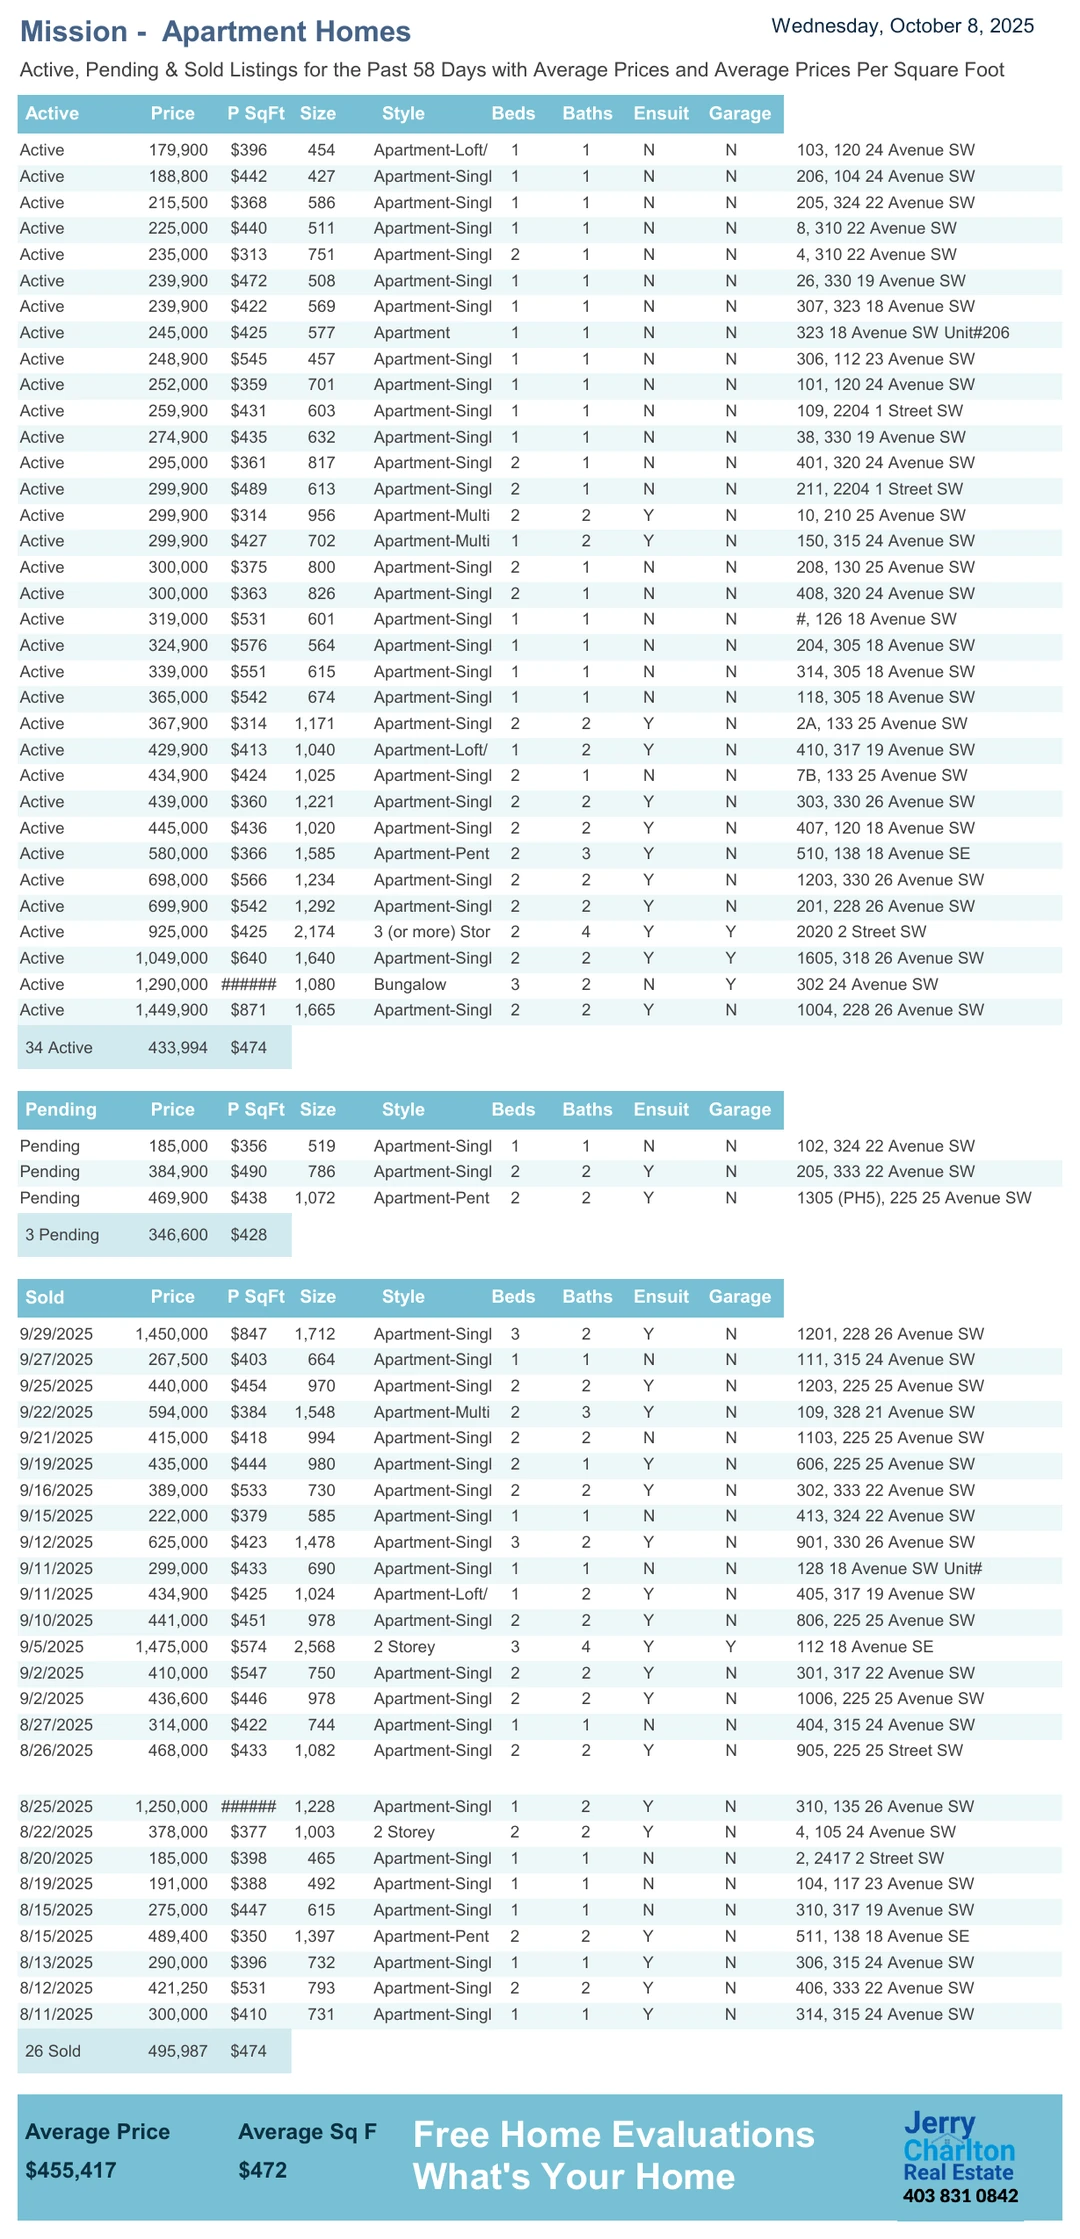 Mission -  Apartment Homes
Wednesday, October 8, 2025
Active, Pending & Sold Listings for the Past 58 Days with Average Prices and Average Prices Per Square Foot
Active Price P SqFt Size Style Beds Baths Ensuit Garage
Active 179,900 $396 454 Apartment-Loft/ 1 1 N N 103, 120 24 Avenue SW
Active 188,800 $442 427 Apartment-Singl 1 1 N N 206, 104 24 Avenue SW
Active 215,500 $368 586 Apartment-Singl 1 1 N N 205, 324 22 Avenue SW
Active 225,000 $440 511 Apartment-Singl 1 1 N N 8, 310 22 Avenue SW
Active 235,000 $313 751 Apartment-Singl 2 1 N N 4, 310 22 Avenue SW
Active 239,900 $472 508 Apartment-Singl 1 1 N N 26, 330 19 Avenue SW
Active 239,900 $422 569 Apartment-Singl 1 1 N N 307, 323 18 Avenue SW
Active 245,000 $425 577 Apartment 1 1 N N 323 18 Avenue SW Unit#206
Active 248,900 $545 457 Apartment-Singl 1 1 N N 306, 112 23 Avenue SW
Active 252,000 $359 701 Apartment-Singl 1 1 N N 101, 120 24 Avenue SW
Active 259,900 $431 603 Apartment-Singl 1 1 N N 109, 2204 1 Street SW
Active 274,900 $435 632 Apartment-Singl 1 1 N N 38, 330 19 Avenue SW
Active 295,000 $361 817 Apartment-Singl 2 1 N N 401, 320 24 Avenue SW
Active 299,900 $489 613 Apartment-Singl 2 1 N N 211, 2204 1 Street SW
Active 299,900 $314 956 Apartment-Multi 2 2 Y N 10, 210 25 Avenue SW
Active 299,900 $427 702 Apartment-Multi 1 2 Y N 150, 315 24 Avenue SW
Active 300,000 $375 800 Apartment-Singl 2 1 N N 208, 130 25 Avenue SW
Active 300,000 $363 826 Apartment-Singl 2 1 N N 408, 320 24 Avenue SW
Active 319,000 $531 601 Apartment-Singl 1 1 N N #, 126 18 Avenue SW
Active 324,900 $576 564 Apartment-Singl 1 1 N N 204, 305 18 Avenue SW
Active 339,000 $551 615 Apartment-Singl 1 1 N N 314, 305 18 Avenue SW
Active 365,000 $542 674 Apartment-Singl 1 1 N N 118, 305 18 Avenue SW
Active 367,900 $314 1,171 Apartment-Singl 2 2 Y N 2A, 133 25 Avenue SW
Active 429,900 $413 1,040 Apartment-Loft/ 1 2 Y N 410, 317 19 Avenue SW
Active 434,900 $424 1,025 Apartment-Singl 2 1 N N 7B, 133 25 Avenue SW
Active 439,000 $360 1,221 Apartment-Singl 2 2 Y N 303, 330 26 Avenue SW
Active 445,000 $436 1,020 Apartment-Singl 2 2 Y N 407, 120 18 Avenue SW
Active 580,000 $366 1,585 Apartment-Pent 2 3 Y N 510, 138 18 Avenue SE
Active 698,000 $566 1,234 Apartment-Singl 2 2 Y N 1203, 330 26 Avenue SW
Active 699,900 $542 1,292 Apartment-Singl 2 2 Y N 201, 228 26 Avenue SW
Active 925,000 $425 2,174 3 (or more) Stor 2 4 Y Y 2020 2 Street SW
Active 1,049,000 $640 1,640 Apartment-Singl 2 2 Y Y 1605, 318 26 Avenue SW
Active 1,290,000 ###### 1,080 Bungalow 3 2 N Y 302 24 Avenue SW
Active 1,449,900 $871 1,665 Apartment-Singl 2 2 Y N 1004, 228 26 Avenue SW
34 Active 433,994 $474
Pending Price P SqFt Size Style Beds Baths Ensuit Garage
Pending 185,000 $356 519 Apartment-Singl 1 1 N N 102, 324 22 Avenue SW
Pending 384,900 $490 786 Apartment-Singl 2 2 Y N 205, 333 22 Avenue SW
Pending 469,900 $438 1,072 Apartment-Pent 2 2 Y N 1305 (PH5), 225 25 Avenue SW
3 Pending 346,600 $428
Sold Price P SqFt Size Style Beds Baths Ensuit Garage
9/29/2025 1,450,000 $847 1,712 Apartment-Singl 3 2 Y N 1201, 228 26 Avenue SW
9/27/2025 267,500 $403 664 Apartment-Singl 1 1 N N 111, 315 24 Avenue SW
9/25/2025 440,000 $454 970 Apartment-Singl 2 2 Y N 1203, 225 25 Avenue SW
9/22/2025 594,000 $384 1,548 Apartment-Multi 2 3 Y N 109, 328 21 Avenue SW
9/21/2025 415,000 $418 994 Apartment-Singl 2 2 N N 1103, 225 25 Avenue SW
9/19/2025 435,000 $444 980 Apartment-Singl 2 1 Y N 606, 225 25 Avenue SW
9/16/2025 389,000 $533 730 Apartment-Singl 2 2 Y N 302, 333 22 Avenue SW
9/15/2025 222,000 $379 585 Apartment-Singl 1 1 N N 413, 324 22 Avenue SW
9/12/2025 625,000 $423 1,478 Apartment-Singl 3 2 Y N 901, 330 26 Avenue SW
9/11/2025 299,000 $433 690 Apartment-Singl 1 1 N N 128 18 Avenue SW Unit#
9/11/2025 434,900 $425 1,024 Apartment-Loft/ 1 2 Y N 405, 317 19 Avenue SW
9/10/2025 441,000 $451 978 Apartment-Singl 2 2 Y N 806, 225 25 Avenue SW
9/5/2025 1,475,000 $574 2,568 2 Storey 3 4 Y Y 112 18 Avenue SE
9/2/2025 410,000 $547 750 Apartment-Singl 2 2 Y N 301, 317 22 Avenue SW
9/2/2025 436,600 $446 978 Apartment-Singl 2 2 Y N 1006, 225 25 Avenue SW
8/27/2025 314,000 $422 744 Apartment-Singl 1 1 N N 404, 315 24 Avenue SW
8/26/2025 468,000 $433 1,082 Apartment-Singl 2 2 Y N 905, 225 25 Street SW
8/25/2025 1,250,000 ###### 1,228 Apartment-Singl 1 2 Y N 310, 135 26 Avenue SW
8/22/2025 378,000 $377 1,003 2 Storey 2 2 Y N 4, 105 24 Avenue SW
8/20/2025 185,000 $398 465 Apartment-Singl 1 1 N N 2, 2417 2 Street SW
8/19/2025 191,000 $388 492 Apartment-Singl 1 1 N N 104, 117 23 Avenue SW
8/15/2025 275,000 $447 615 Apartment-Singl 1 1 N N 310, 317 19 Avenue SW
8/15/2025 489,400 $350 1,397 Apartment-Pent 2 2 Y N 511, 138 18 Avenue SE
8/13/2025 290,000 $396 732 Apartment-Singl 1 1 Y N 306, 315 24 Avenue SW
8/12/2025 421,250 $531 793 Apartment-Singl 2 2 Y N 406, 333 22 Avenue SW
8/11/2025 300,000 $410 731 Apartment-Singl 1 1 Y N 314, 315 24 Avenue SW
26 Sold 495,987 $474
Average Price Average Sq F
$455,417 $472
Free Home Evaluations
What's Your Home
Jerry
Charlton
Real Estate
403 831 0842